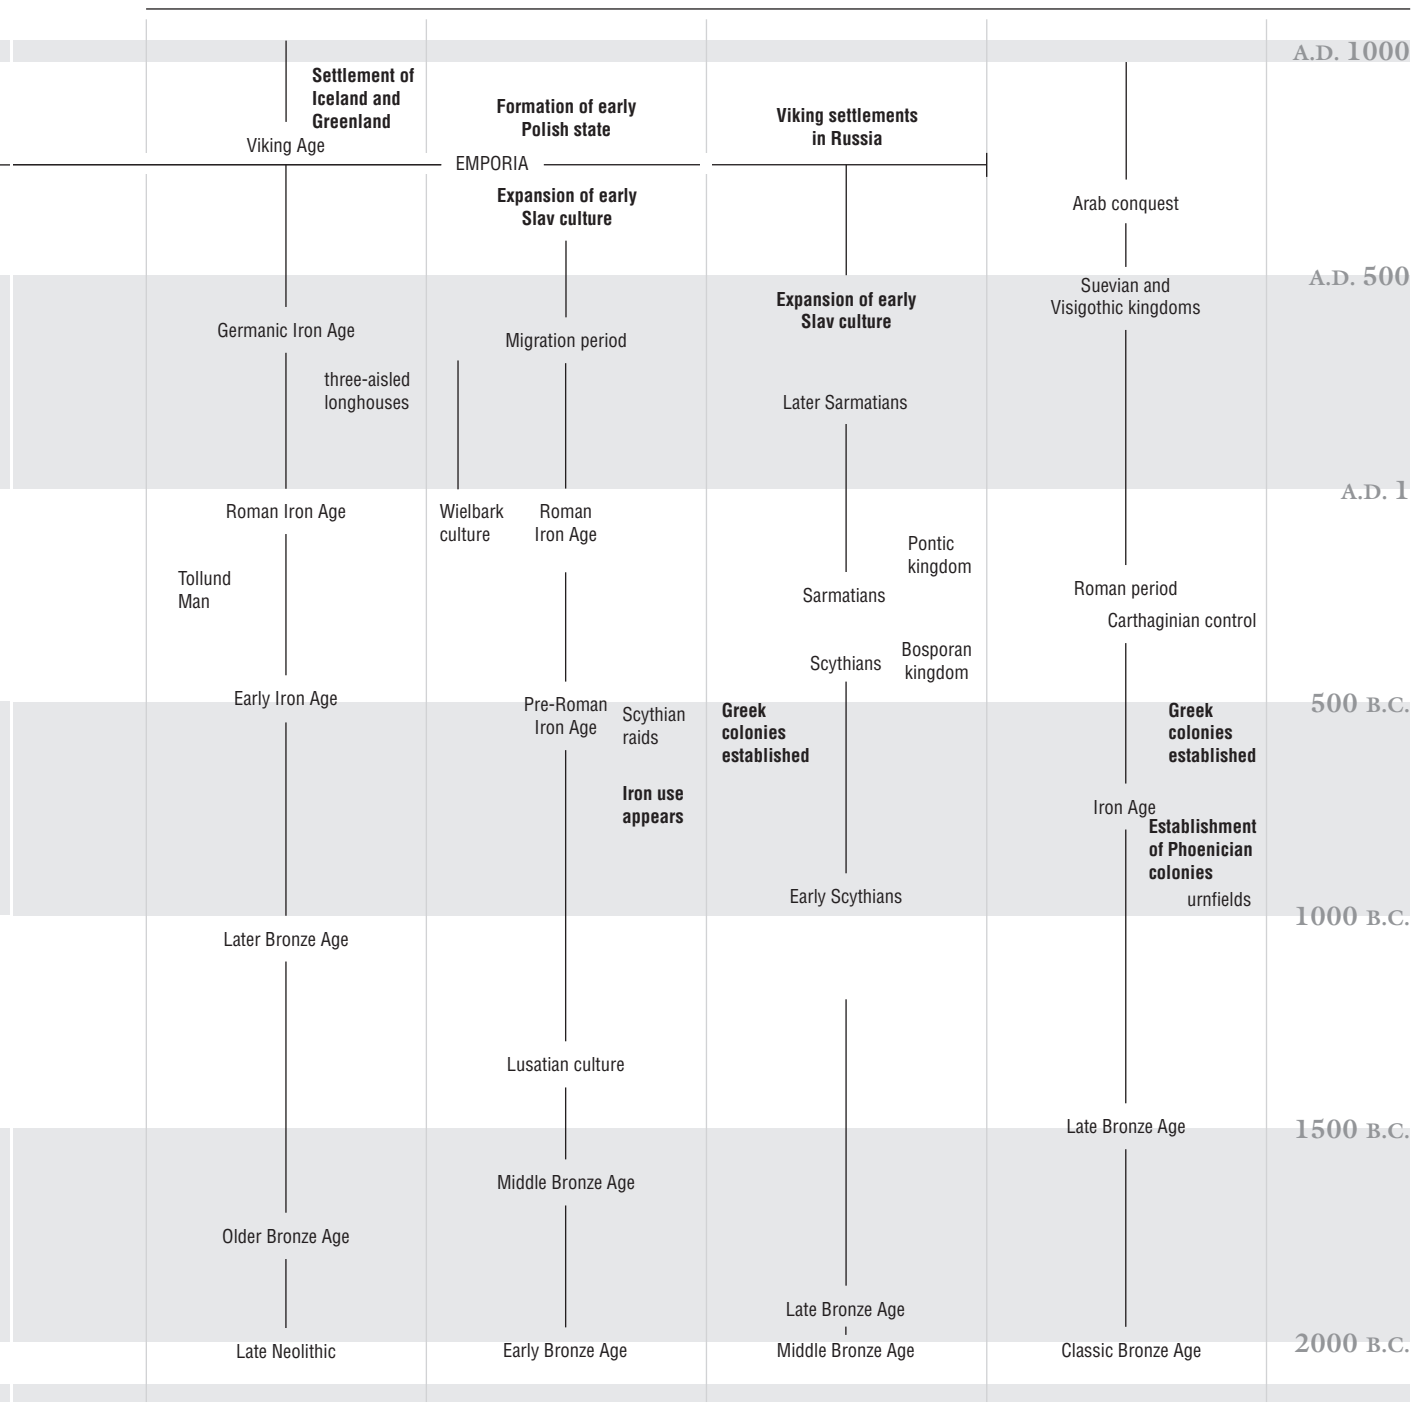 A.D. 1000
Settlement of
Iceland and
Greenland
Viking Age
Formation of early
Polish state
Viking settlements
in Russia
EMPORIA
Expansion of early
Slav culture
Arab conquest
A.D. 500
Suevian and
Visigothic kingdoms
Expansion of early
Slav culture
Germanic Iron Age
Migration period
three-aisled
longhouses
Later Sarmatians
A.D. 1
Roman Iron Age
Wielbark
culture
Roman
Iron Age
Pontic
kingdom
Tollund
Man
Sarmatians
Roman period
Carthaginian control
Scythians
Bosporan
kingdom
Early Iron Age
500 B.C.
Pre-Roman
Iron Age
Scythian
raids
Greek
colonies
established
Greek
colonies
established
Iron use
appears
Iron Age
Establishment
of Phoenician
colonies
urnfields
Early Scythians
1000 B.C.
Later Bronze Age
Lusatian culture
Late Bronze Age
1500 B.C.
Middle Bronze Age
Older Bronze Age
Late Bronze Age
2000 B.C.
Late Neolithic
Early Bronze Age
Middle Bronze Age
Classic Bronze Age